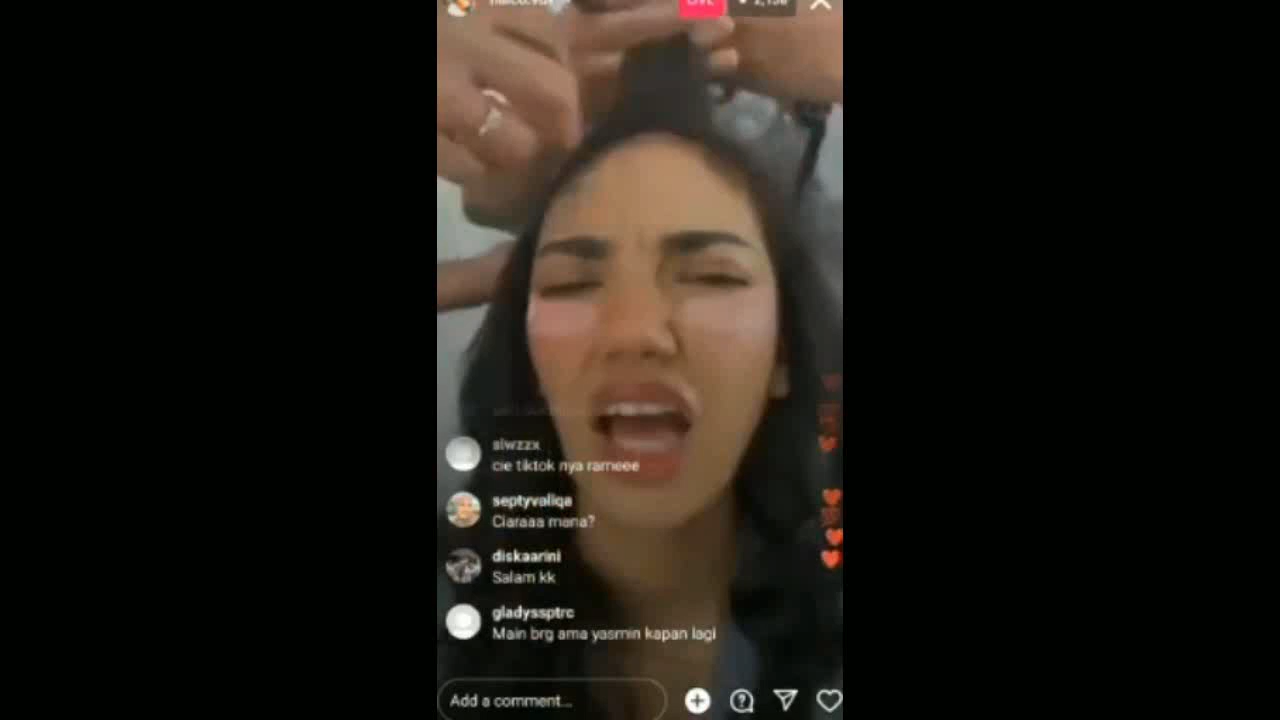 slwzzx
cie tiktok nya rameee
septyvaliqa
Ciaraaa mana?
diskaarini
Salam kk
gladyssptrc
Main brg ama yasmin kapan lagi
Add a comment...